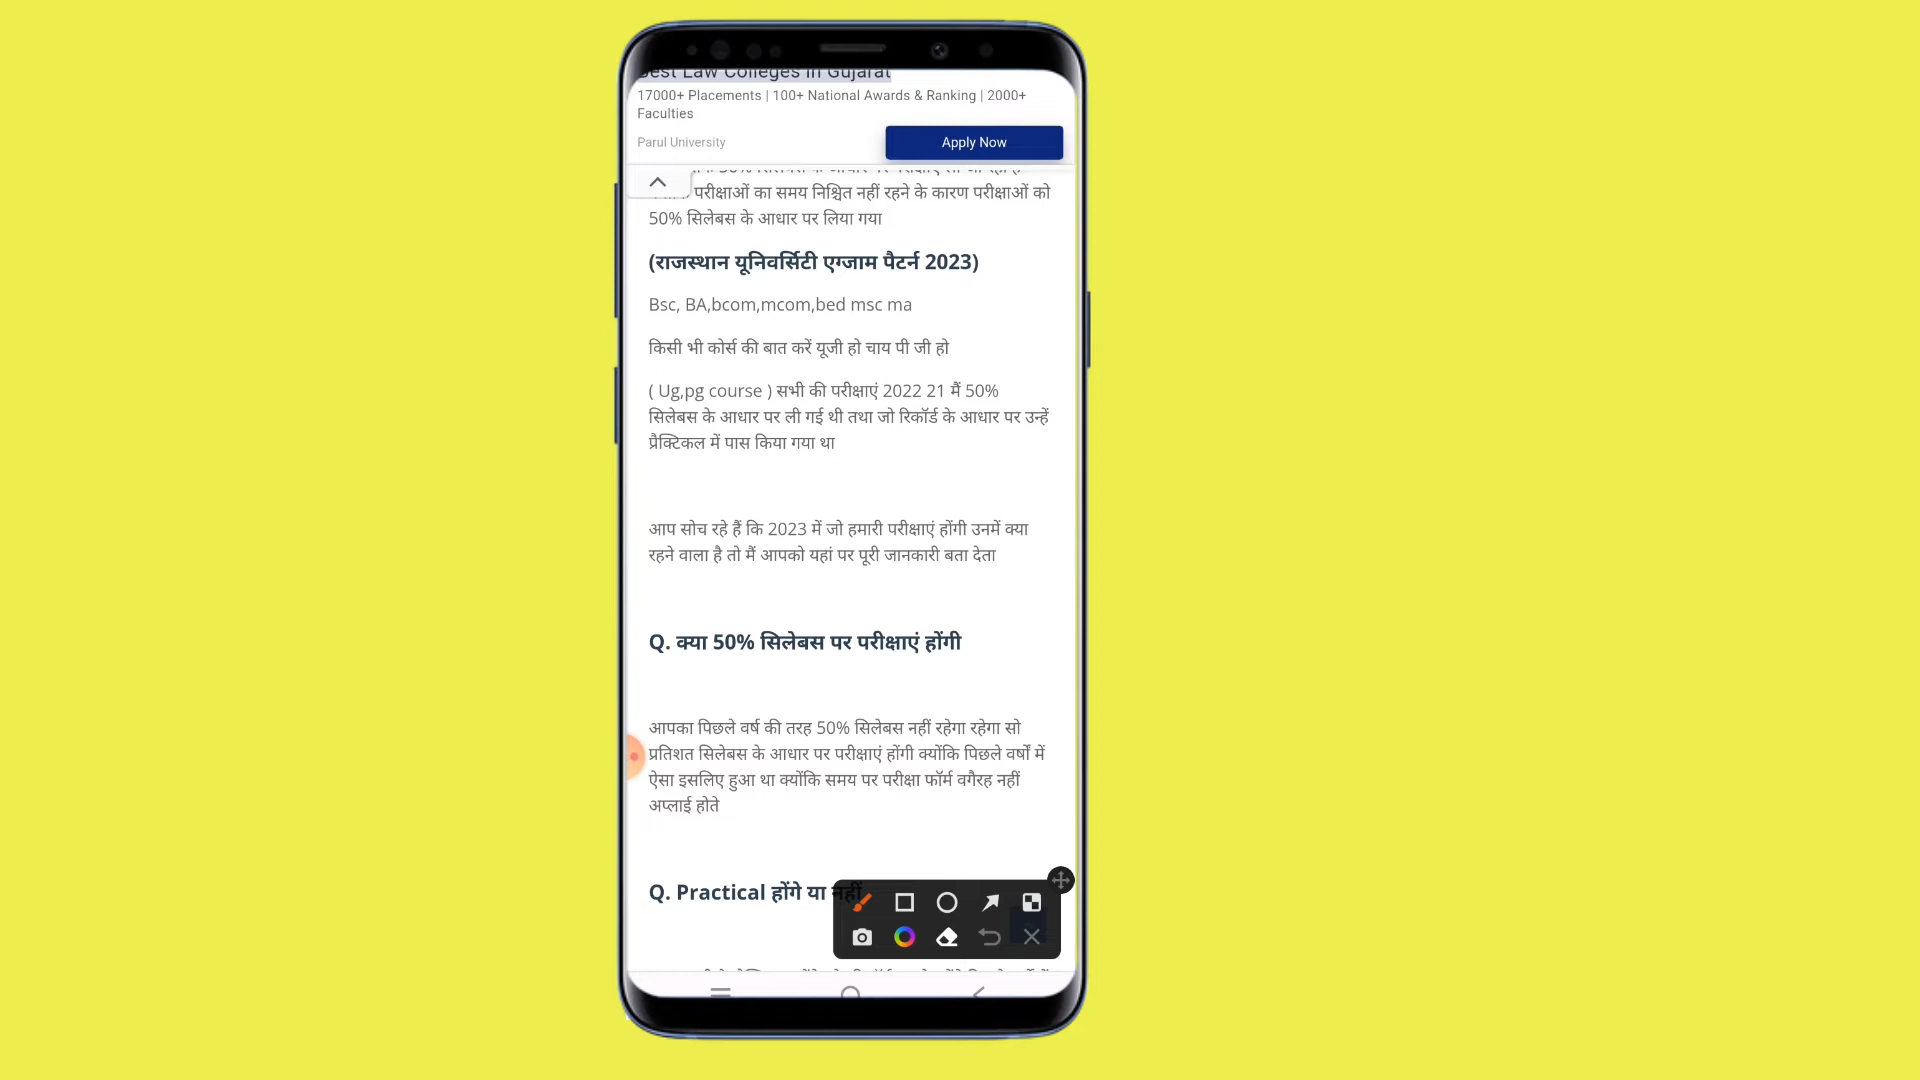 Best Law Colleges in Gujarat
17000+ Placements | 100+ National Awards & Ranking | 2000+
Faculties
Parul University
Apply Now
परीक्षाओं का समय निश्चित नहीं रहने के कारण परीक्षाओं को
50% सिलेबस के आधार पर लिया गया
(राजस्थान यूनिवर्सिटी एग्जाम पैटर्न 2023)
Bsc, BA,bcom,mcom,bed msc ma
किसी भी कोर्स की बात करें यूजी हो चाय पी जी हो
( Ug,pg course ) सभी की परीक्षाएं 2022 21 मैं 50%
सिलेबस के आधार पर ली गई थी तथा जो रिकॉर्ड के आधार पर उन्हें
प्रैक्टिकल में पास किया गया था
आप सोच रहे हैं कि 2023 में जो हमारी परीक्षाएं होंगी उनमें क्या
रहने वाला है तो मैं आपको यहां पर पूरी जानकारी बता देता
Q. क्या 50% सिलेबस पर परीक्षाएं होंगी
आपका पिछले वर्ष की तरह 50% सिलेबस नहीं रहेगा रहेगा सो
प्रतिशत सिलेबस के आधार पर परीक्षाएं होंगी क्योंकि पिछले वर्षों में
ऐसा इसलिए हुआ था क्योंकि समय पर परीक्षा फॉर्म वगैरह नहीं
अप्लाई होते
Q. Practical होंगे या नहीं